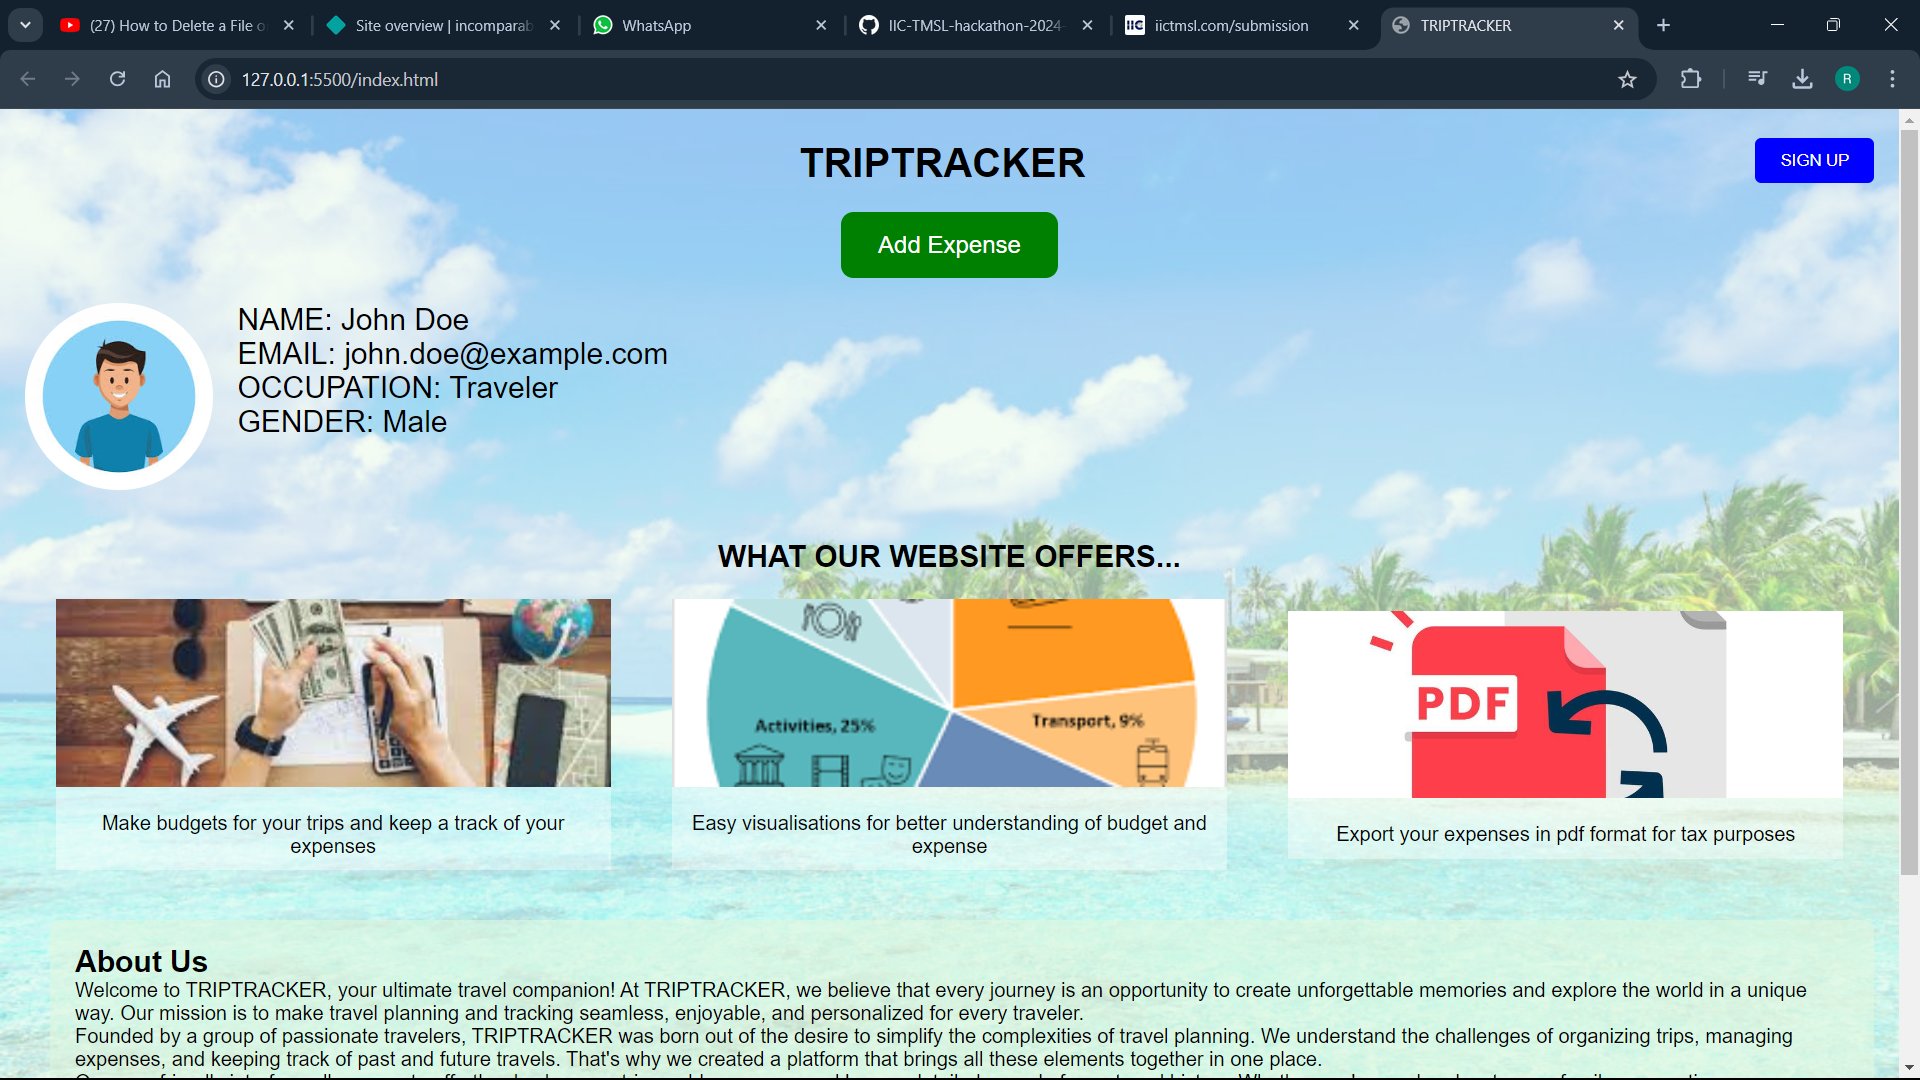 (27) How to Delete a File o
Site overview | incomparab
WhatsApp
IIC-TMSL-hackathon-2024-
IIC
iictmsl.com/submission
TRIPTRACKER
127.0.0.1:5500/index.html
R
TRIPTRACKER
SIGN UP
Add Expense
NAME: John Doe
EMAIL: john.doe@example.com
OCCUPATION: Traveler
GENDER: Male
WHAT OUR WEBSITE OFFERS...
Activities, 25%
Transport, 9%
PDF
Make budgets for your trips and keep a track of your
expenses
Easy visualisations for better understanding of budget and
expense
Export your expenses in pdf format for tax purposes
About Us
Welcome to TRIPTRACKER, your ultimate travel companion! At TRIPTRACKER, we believe that every journey is an opportunity to create unforgettable memories and explore the world in a unique
way. Our mission is to make travel planning and tracking seamless, enjoyable, and personalized for every traveler.
Founded by a group of passionate travelers, TRIPTRACKER was born out of the desire to simplify the complexities of travel planning. We understand the challenges of organizing trips, managing
expenses, and keeping track of past and future travels. That's why we created a platform that brings all these elements together in one place.